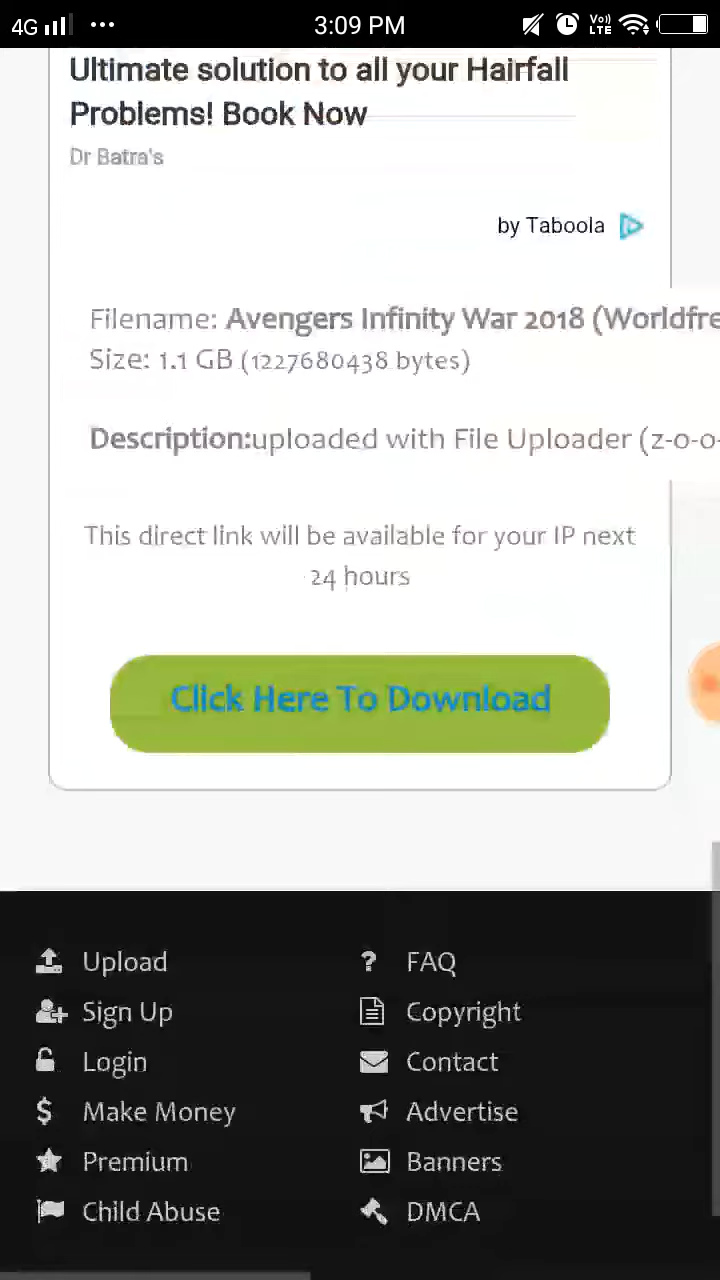 4G 3:09 PM Vo) LTE
Ultimate solution to all your Hairfall
Problems! Book Now
Dr Batra's
by Taboola
Filename: Avengers Infinity War 2018 (Worldfre
Size: 1.1 GB (1227680438 bytes)
Description:uploaded with File Uploader (z-o-o-
This direct link will be available for your IP next
24 hours
Click Here To Download
Upload
FAQ
Sign Up
Copyright
Login
Contact
Make Money
Advertise
Premium
Banners
Child Abuse
DMCA